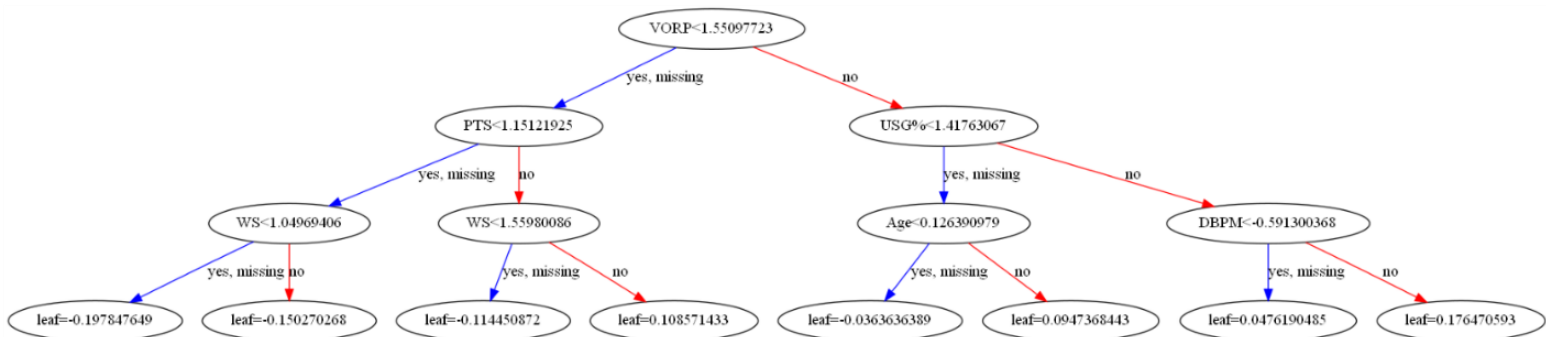 VORP<1.55097723
yes, missing
no
PTS<1.15121925
USG%<1.41763067
yes, missing
no
yes, missing
no
WS<1.04969406
WS<1.55980086
Age<0.126390979
DBPM<-0.591300368
yes, missing
no
yes, missing
no
yes, missing
no
yes, missing
no
leaf=-0.197847649
leaf=-0.150270268
leaf=-0.114450872
leaf=0.108571433
leaf=-0.0363636389
leaf=0.0947368443
leaf=0.0476190485
leaf=0.176470593